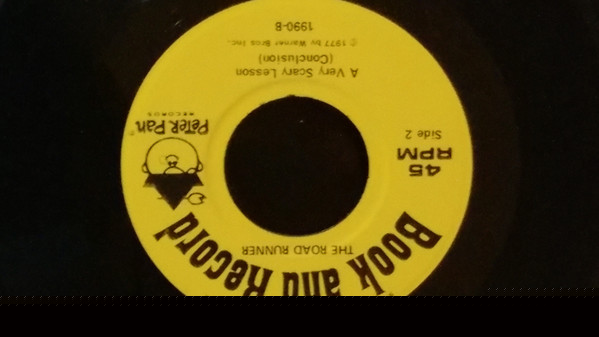 Book and Record
THE ROAD RUNNER
45
RPM
Side 2
PETER PAN
RECORDS
A Very Scary Lesson
(Conclusion)
© 1977 by Warner Bros Inc.
1990-B